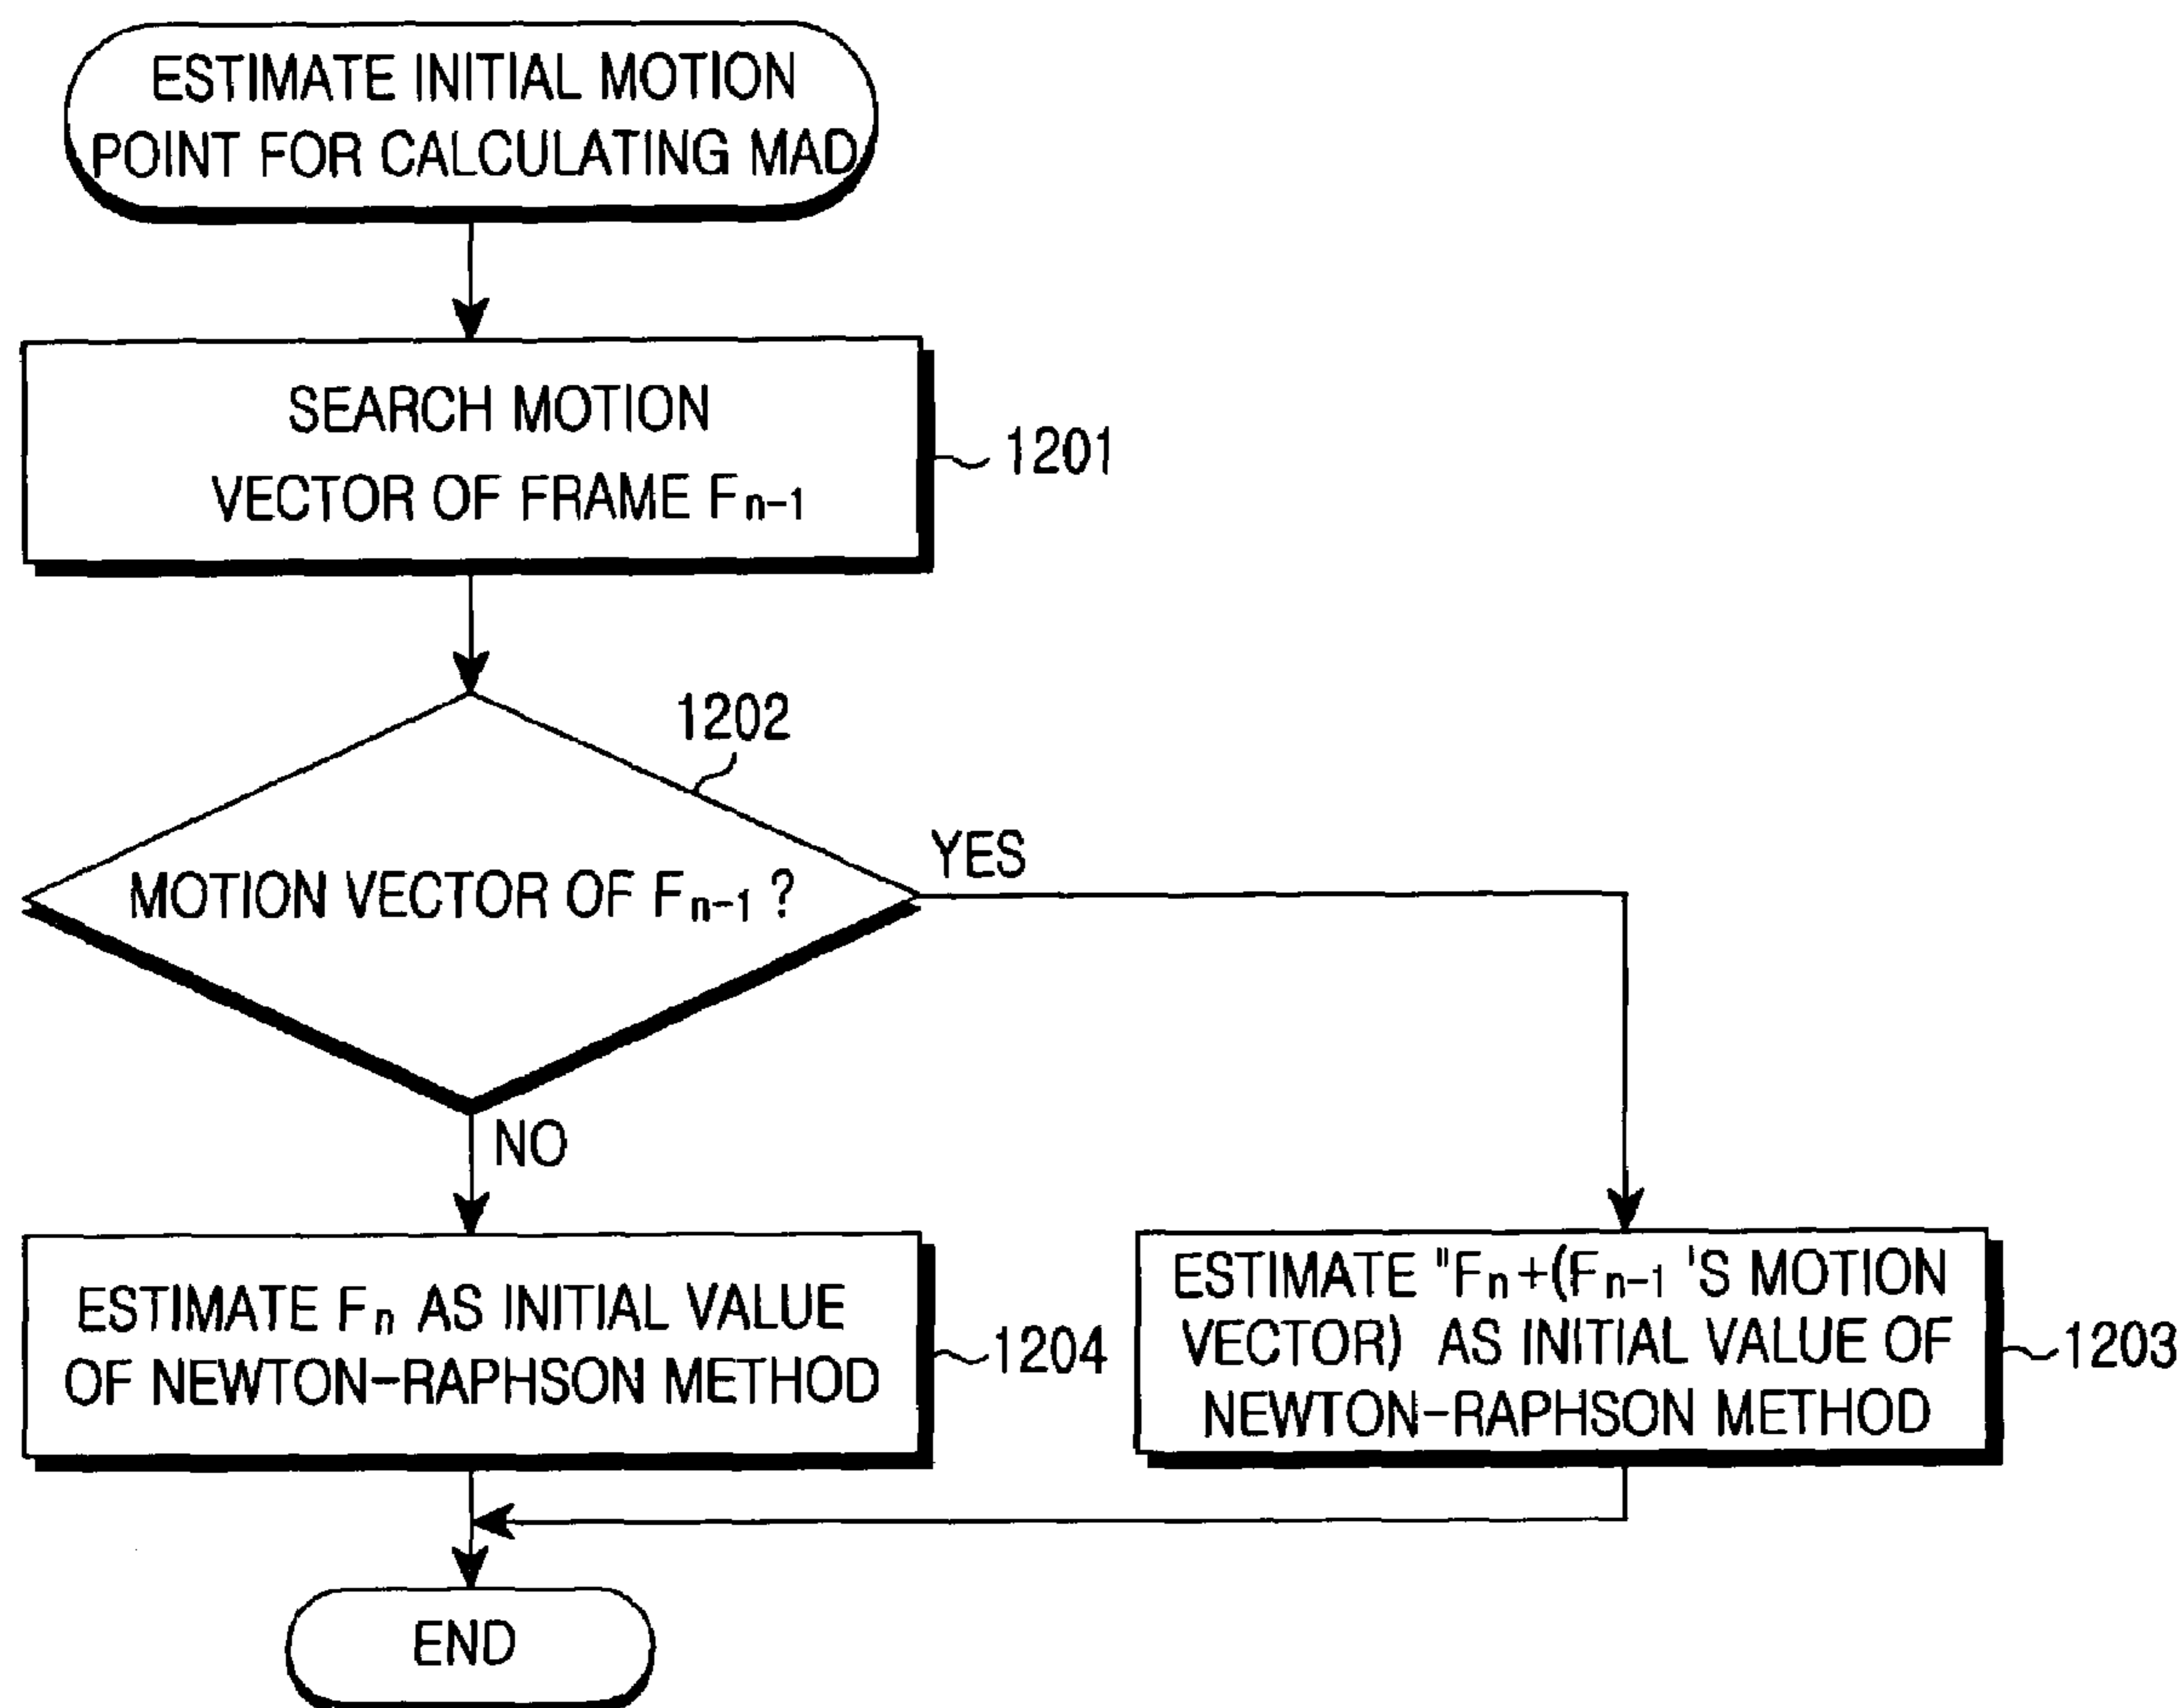 ESTIMATE INITIAL MOTION
POINT FOR CALCULATING MAD
SEARCH MOTION
VECTOR OF FRAME Fn-1
1201
1202
MOTION VECTOR OF Fn-1 ?
YES
NO
ESTIMATE Fn AS INITIAL VALUE
OF NEWTON-RAPHSON METHOD
1204
ESTIMATE "Fn+(Fn-1 'S MOTION
VECTOR) AS INITIAL VALUE OF
NEWTON-RAPHSON METHOD
1203
END